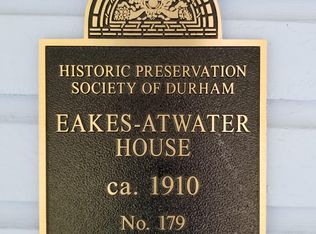 HISTORIC PRESERVATION
SOCIETY OF DURHAM
EAKES-ATWATER
HOUSE
ca. 1910
No. 179